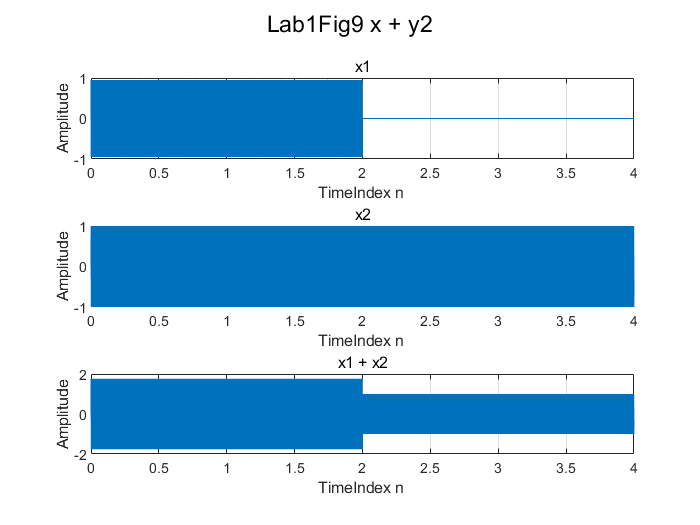 Lab1Fig9 x + y2
x1
Amplitude
1
0
-1
0 0.5 1 1.5 2 2.5 3 3.5 4
TimeIndex n
x2
Amplitude
1
0
-1
0 0.5 1 1.5 2 2.5 3 3.5 4
TimeIndex n
x1 + x2
Amplitude
2
0
-2
0 0.5 1 1.5 2 2.5 3 3.5 4
TimeIndex n